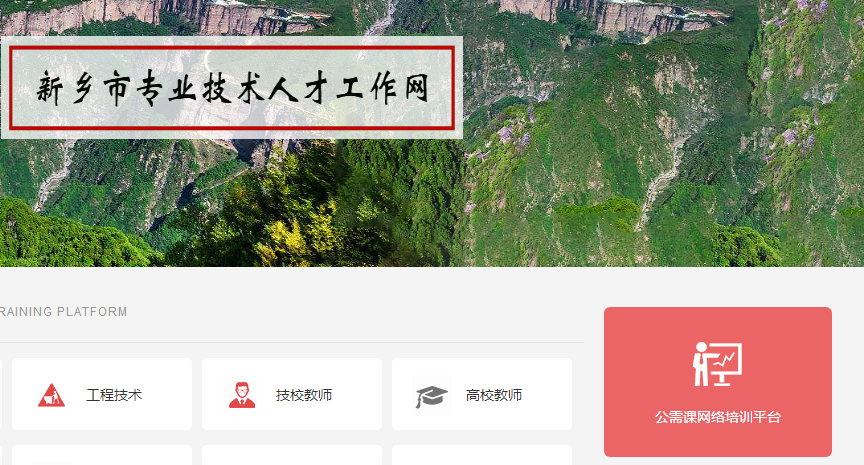 新乡市专业技术人才工作网
RAINING PLATFORM
工程技术
技校教师
高校教师
公需课网络培训平台